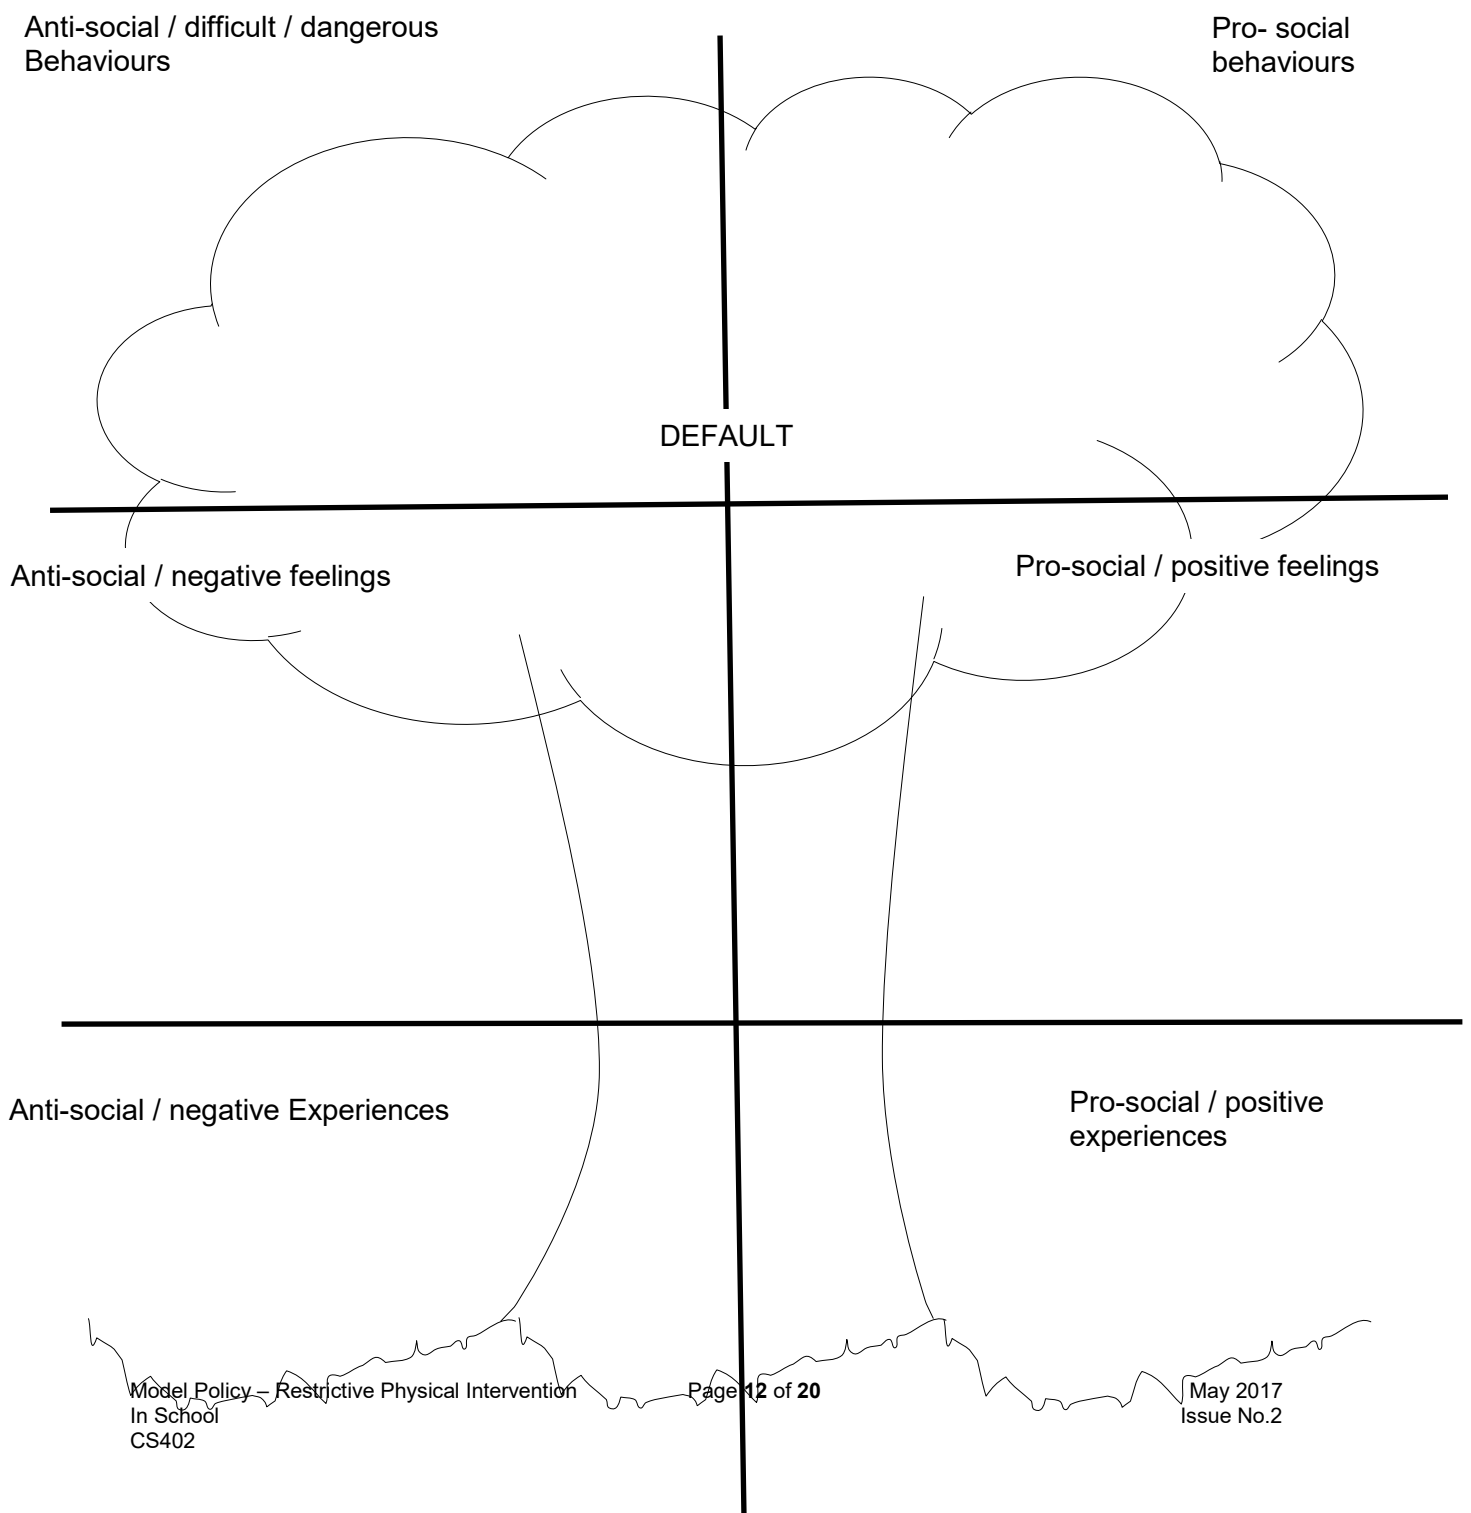 Anti-social / difficult / dangerous
Behaviours
Pro- social
behaviours
DEFAULT
Anti-social / negative feelings
Pro-social / positive feelings
Anti-social / negative Experiences
Pro-social / positive
experiences
Model Policy – Restrictive Physical Intervention
In School
CS402
Page 12 of 20
May 2017
Issue No.2